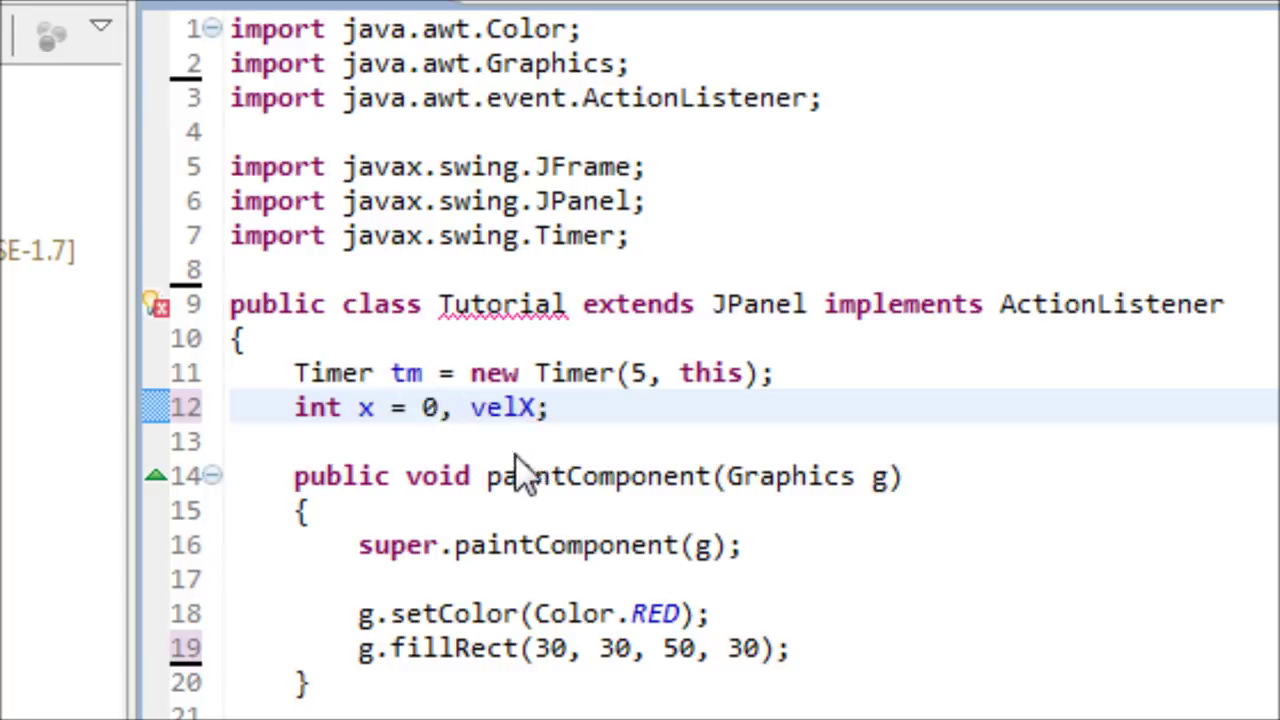 1 import java.awt.Color;
2 import java.awt.Graphics;
3 import java.awt.event.ActionListener;
4
5 import javax.swing.JFrame;
6 import javax.swing.JPanel;
7 import javax.swing.Timer;
SE-1.7]
8
9 public class Tutorial extends JPanel implements ActionListener
10 {
11 Timer tm = new Timer(5, this);
12 int x = 0, velX;
13
14 public void paintComponent(Graphics g)
15 {
16 super.paintComponent(g);
17
18 g.setColor(Color.RED);
19 g.fillRect(30, 30, 50, 30);
20 }
21